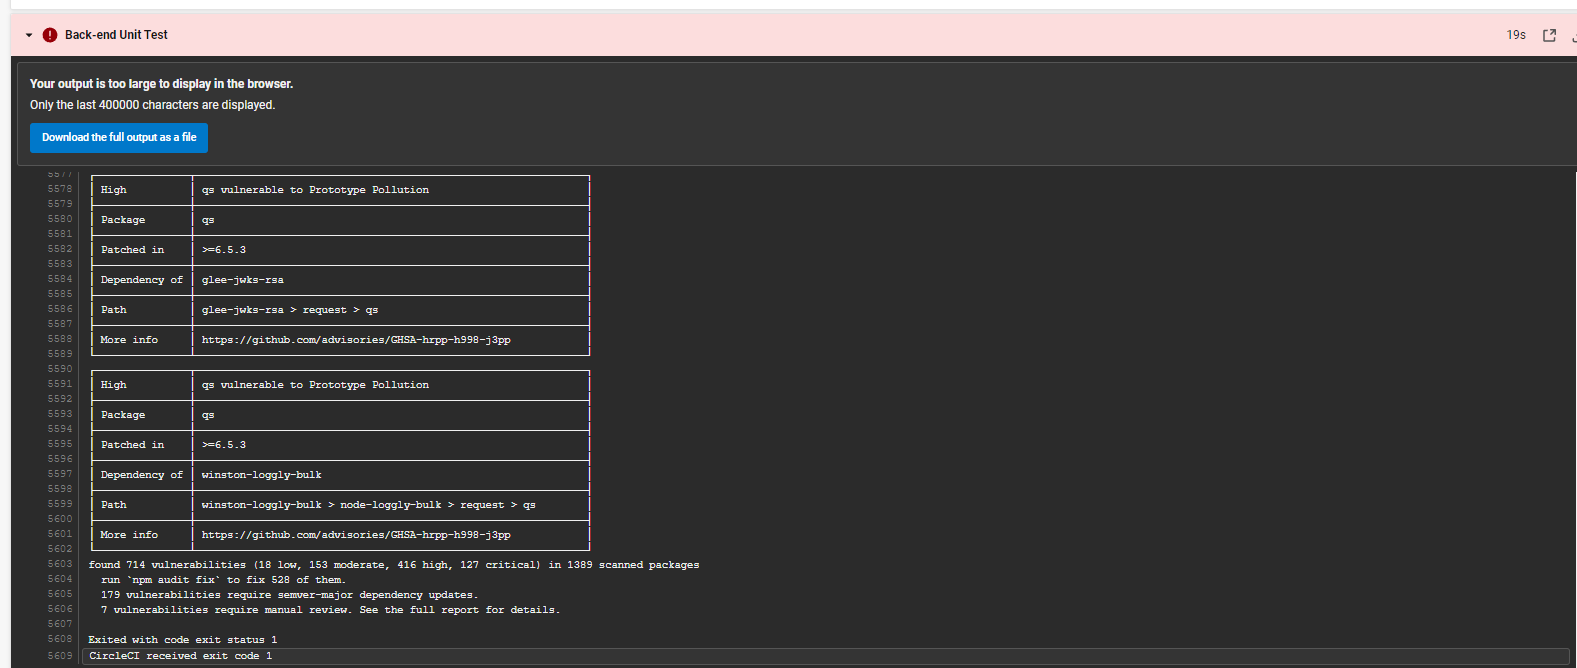 Back-end Unit Test
19s
Your output is too large to display in the browser.
Only the last 400000 characters are displayed.
Download the full output as a file
5577
5578 High qs vulnerable to Prototype Pollution
5579
5580 Package qs
5581
5582 Patched in >=6.5.3
5583
5584 Dependency of glee-jwks-rsa
5585
5586 Path glee-jwks-rsa > request > qs
5587
5588 More info https://github.com/advisories/GHSA-hrpp-h998-j3pp
5589
5590
5591 High qs vulnerable to Prototype Pollution
5592
5593 Package qs
5594
5595 Patched in >=6.5.3
5596
5597 Dependency of winston-loggly-bulk
5598
5599 Path winston-loggly-bulk > node-loggly-bulk > request > qs
5600
5601 More info https://github.com/advisories/GHSA-hrpp-h998-j3pp
5602
5603 found 714 vulnerabilities (18 low, 153 moderate, 416 high, 127 critical) in 1389 scanned packages
5604 run `npm audit fix` to fix 528 of them.
5605 179 vulnerabilities require semver-major dependency updates.
5606 7 vulnerabilities require manual review. See the full report for details.
5607
5608 Exited with code exit status 1
5609 CircleCI received exit code 1